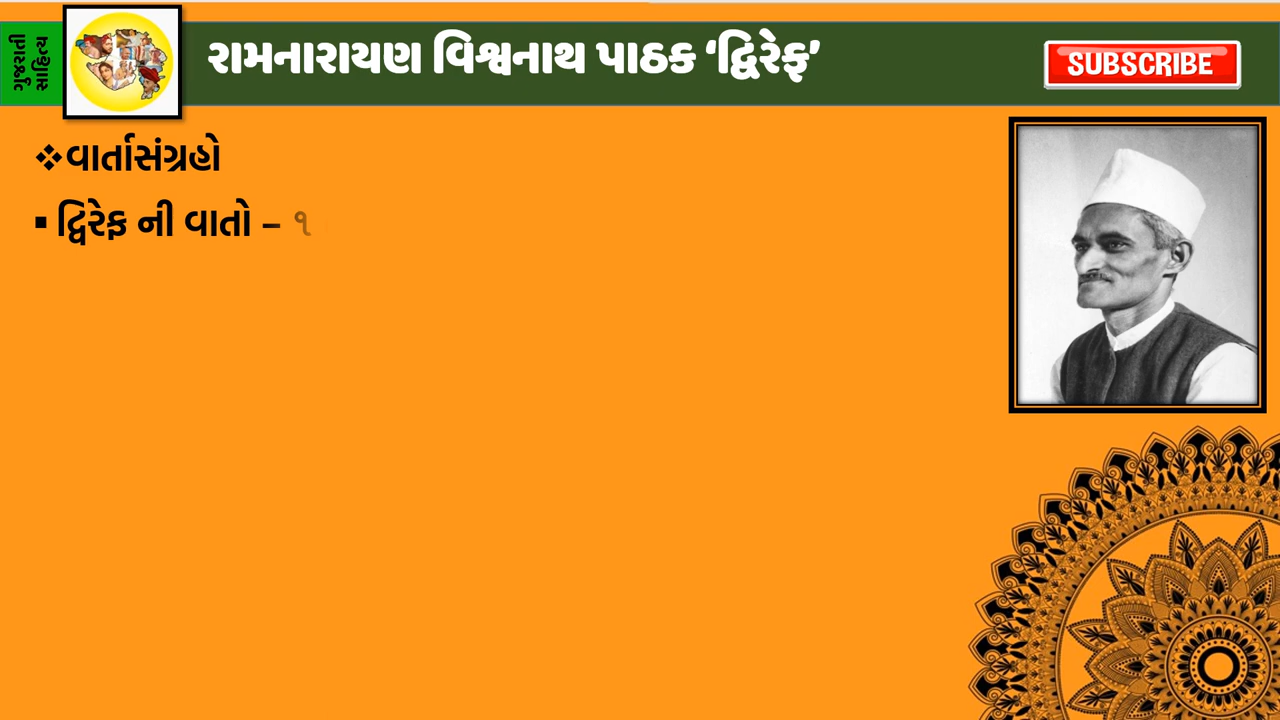 ગુજરાતી
સાહિત્ય
રામનારાયણ વિશ્વનાથ પાઠક ‘દ્વિરેફ’
SUBSCRIBE
❖વાર્તાસંગ્રહો
▪ દ્વિરેફ ની વાતો – ૧